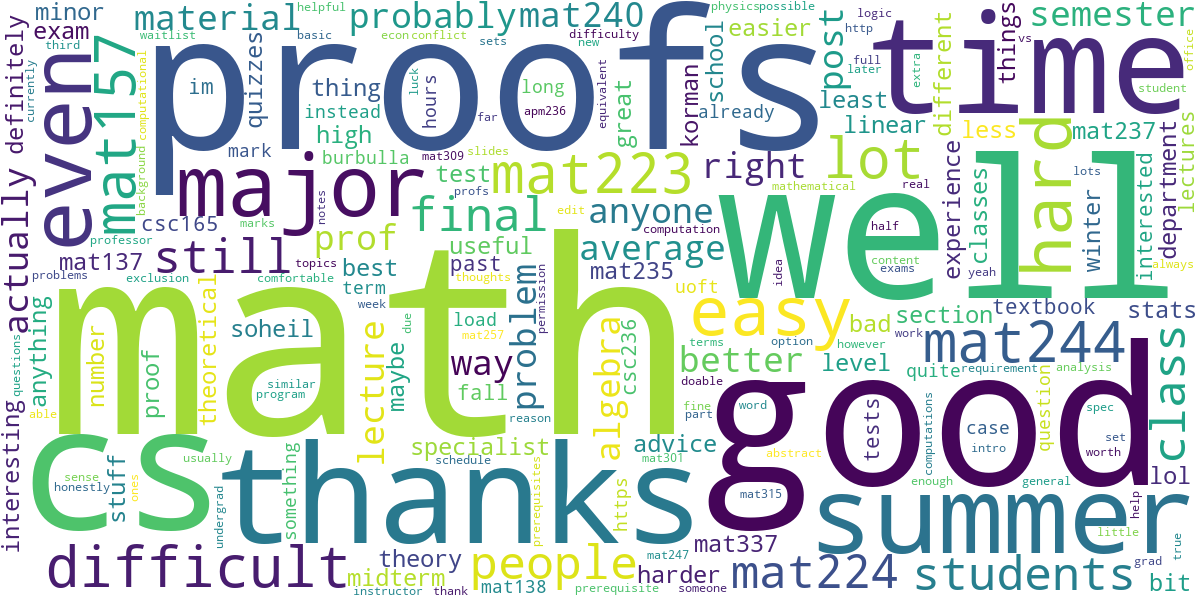 math
proofs
time
well
good
cs
thanks
summer
major
even
mat157
hard
lot
easy
mat223
final
difficult
people
mat224
students
mat244
class
still
actually
definitely
probably
mat240
material
semester
minor
exam
quizzes
post
korman
school
easier
different
things
helpful
waitlist
third
currently
basic
econ
conflict
sets
difficulty
new
physics
possible
logic
http
vs
full
later
extra
office
student
im
thing
hours
luck
long
far
apm236
equivalent
great
already
least
linear
less
mat237
instead
high
mark
burbulla
mat309
slides
test
right
mathematical
real
interested
lots
lectures
department
winter
classes
experience
background
computational
csc165
professor
marks
notes
profs
edit
anyone
computation
half
content
exams
yeah
idea
always
mat137
prof
useful
average
problems
exclusion
topics
comfortable
best
term
past
thoughts
mat235
permission
uoft
section
textbook
stats
bad
work
terms
option
however
anything
questions
number
proof
theoretical
soheil
week
lecture
maybe
due
load
mat257
way
fall
problem
algebra
csc236
better
doable
level
quite
requirement
analysis
able
similar
program
reason
part
fine
word
tests
case
intro
computations
question
spec
set
worth
interesting
sense
honestly
usually
stuff
ones
something
undergrad
schedule
specialist
mat301
prerequisites
https
advice
abstract
mat315
enough
general
help
lol
little
true
theory
midterm
instructor
thank
mat138
mat247
prerequisite
harder
someone
mat337
grad
bit